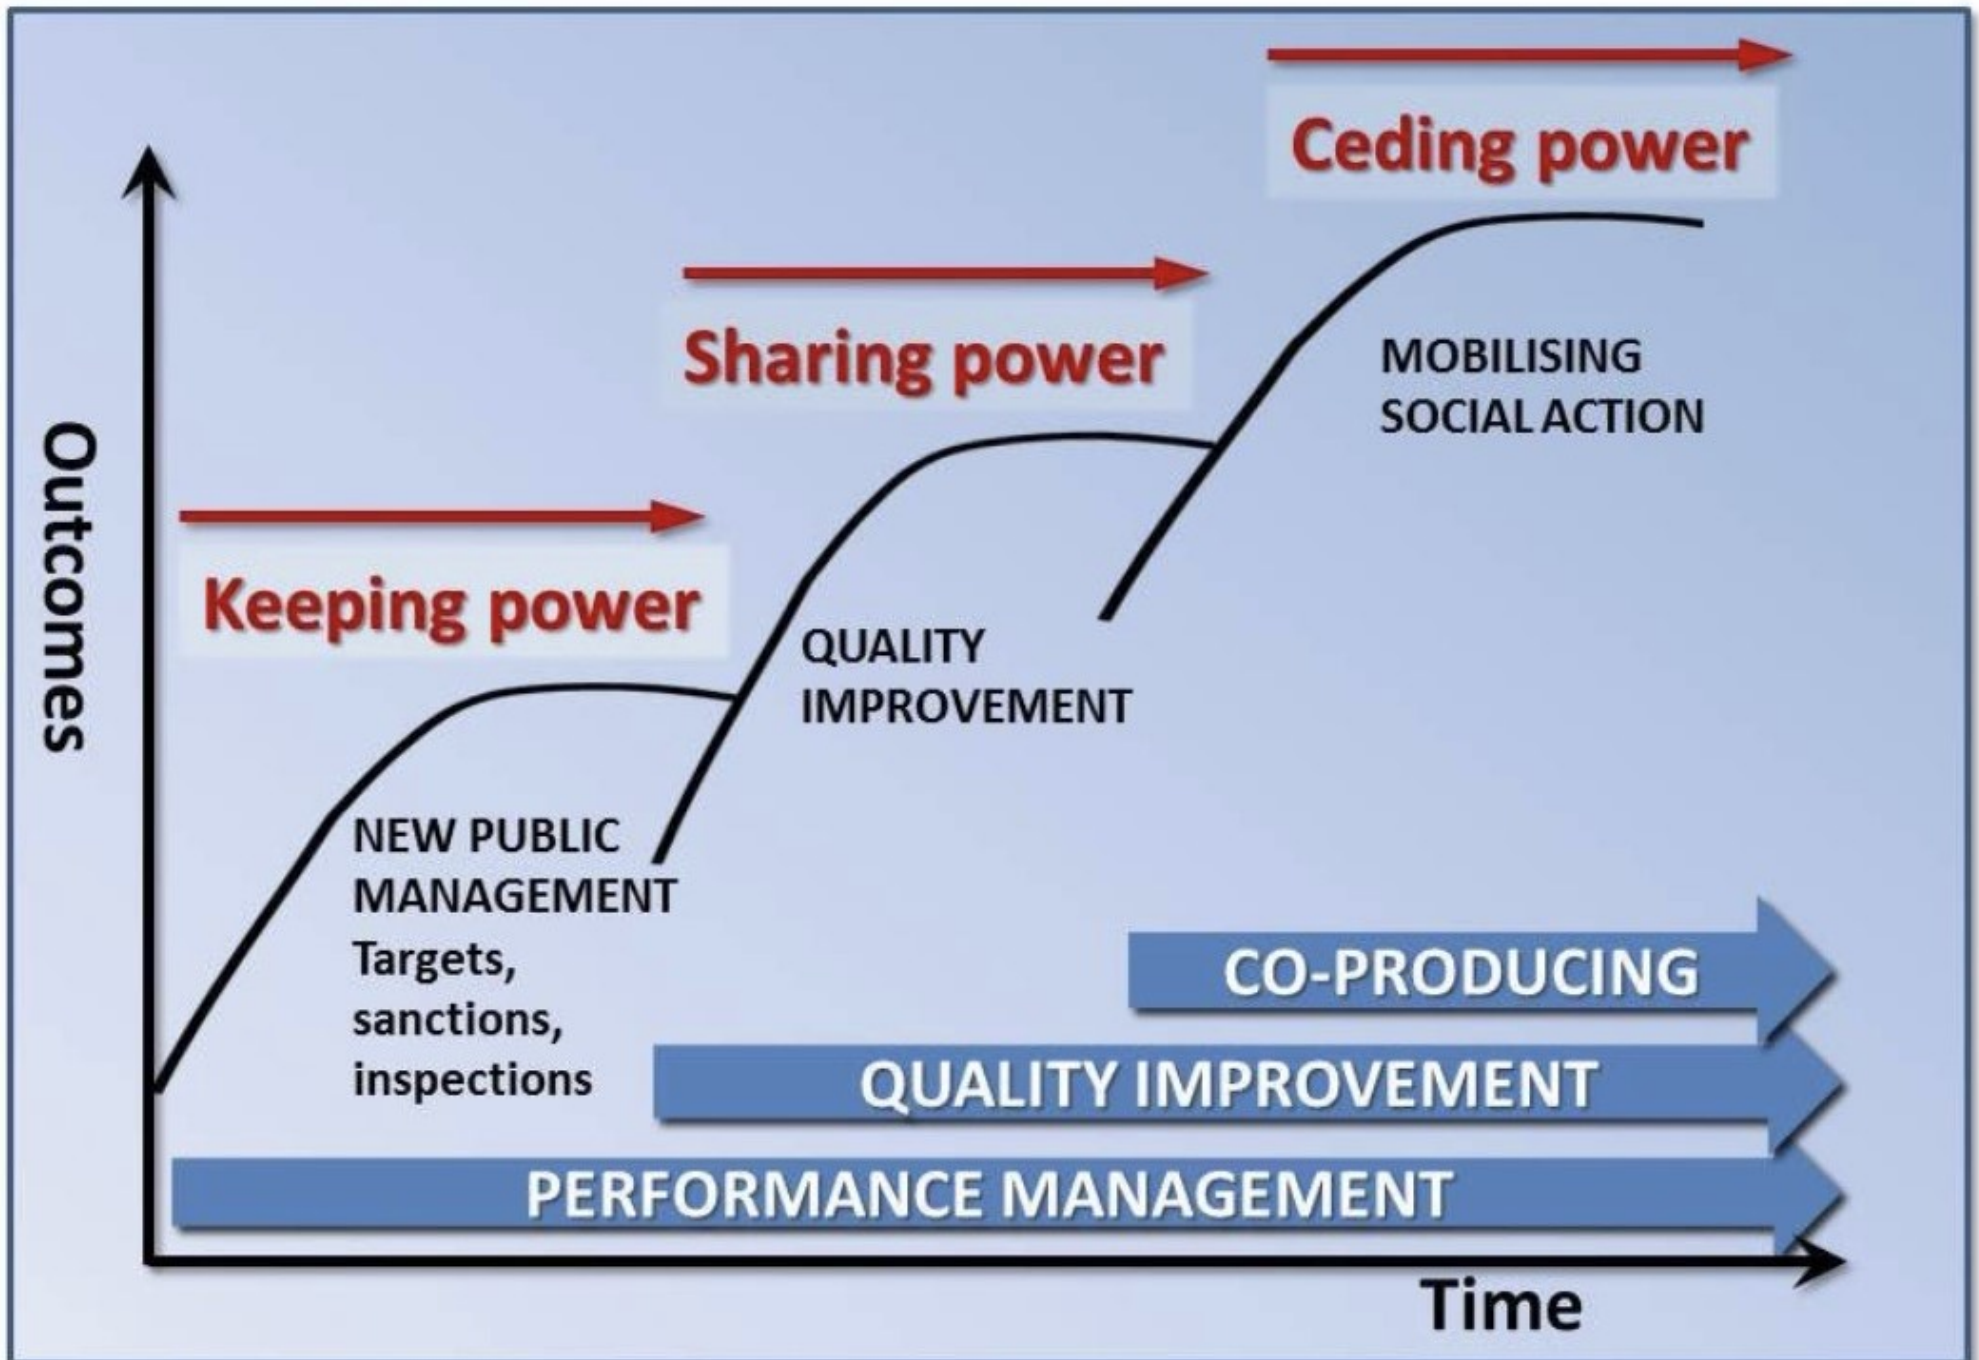 Ceding power
Sharing power
MOBILISING
SOCIAL ACTION
Outcomes
Keeping power
QUALITY
IMPROVEMENT
NEW PUBLIC
MANAGEMENT
Targets,
sanctions,
inspections
CO-PRODUCING
QUALITY IMPROVEMENT
PERFORMANCE MANAGEMENT
Time